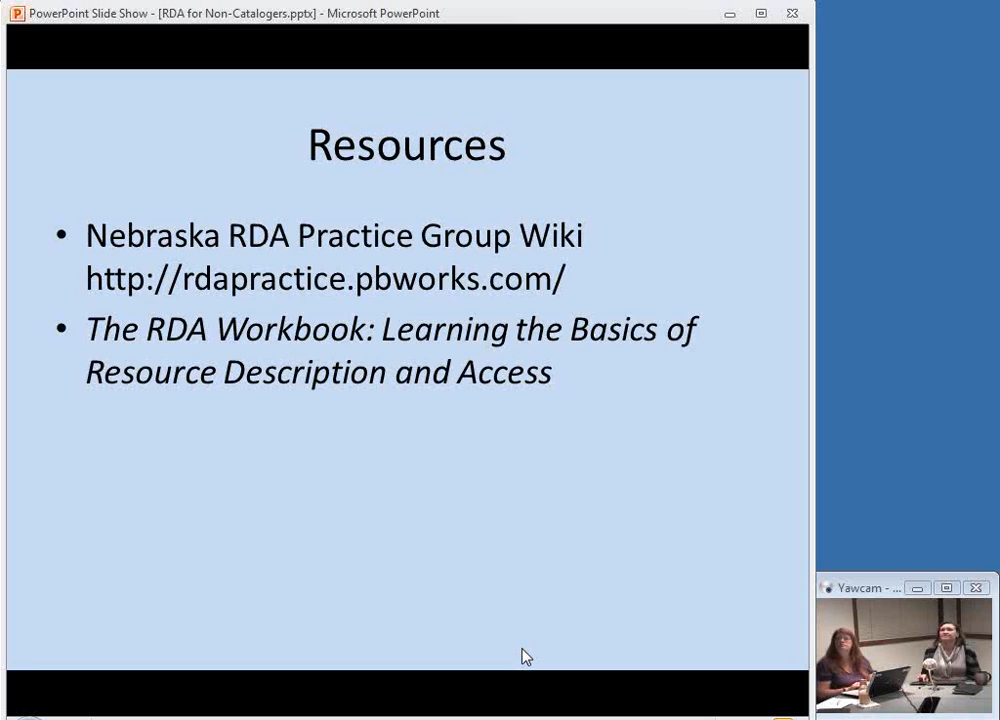 PowerPoint Slide Show - [RDA for Non-Catalogers.pptx] - Microsoft PowerPoint
Resources
• Nebraska RDA Practice Group Wiki
http://rdapractice.pbworks.com/
• The RDA Workbook: Learning the Basics of
Resource Description and Access
Yawcam - ...